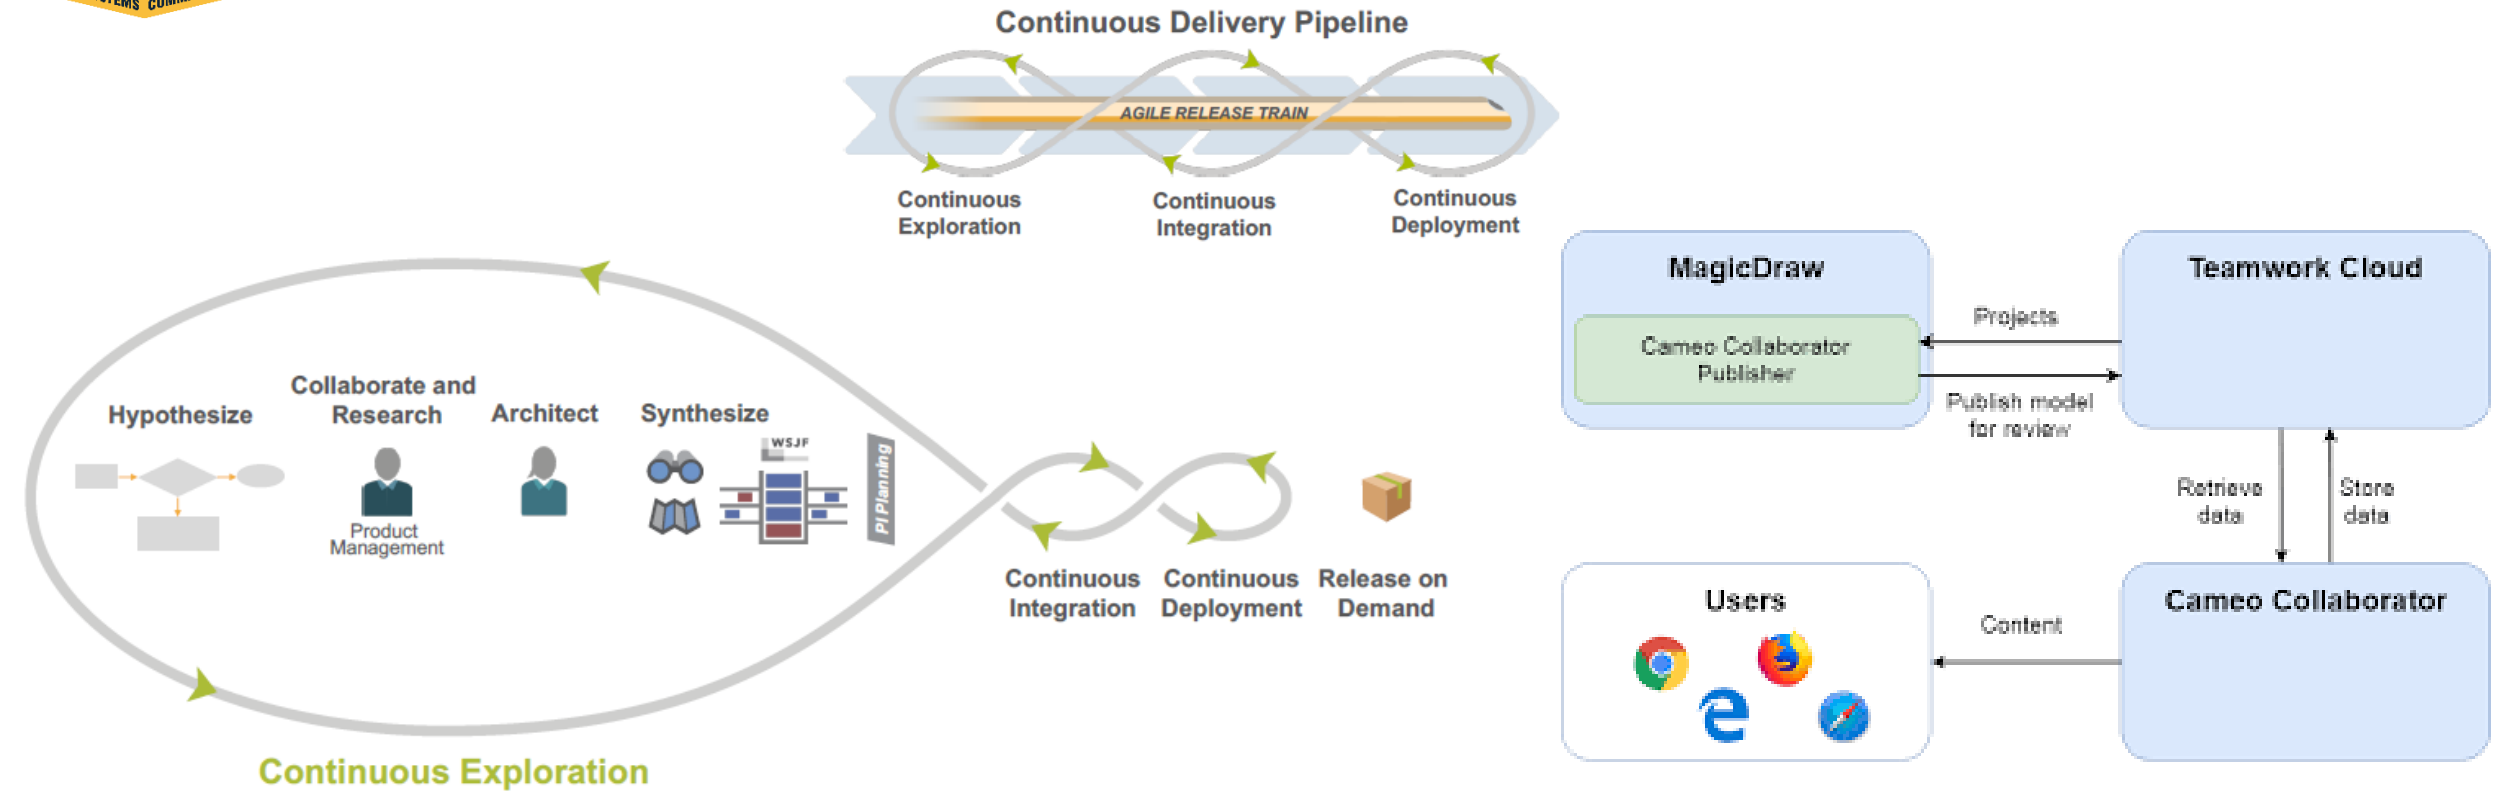 Continuous Delivery Pipeline
AGILE RELEASE TRAIN
Continuous
Exploration
Continuous
Integration
Continuous
Deployment
Hypothesize
Collaborate and
Research
Product
Management
Architect
Synthesize
WSJF
PI Planning
Continuous
Integration
Continuous
Deployment
Release on
Demand
Continuous Exploration
MagicDraw
Cameo Collaborator
Publisher
Projects
Publish model
for review
Teamwork Cloud
Retrieve
data
Store
data
Users
Content
Cameo Collaborator